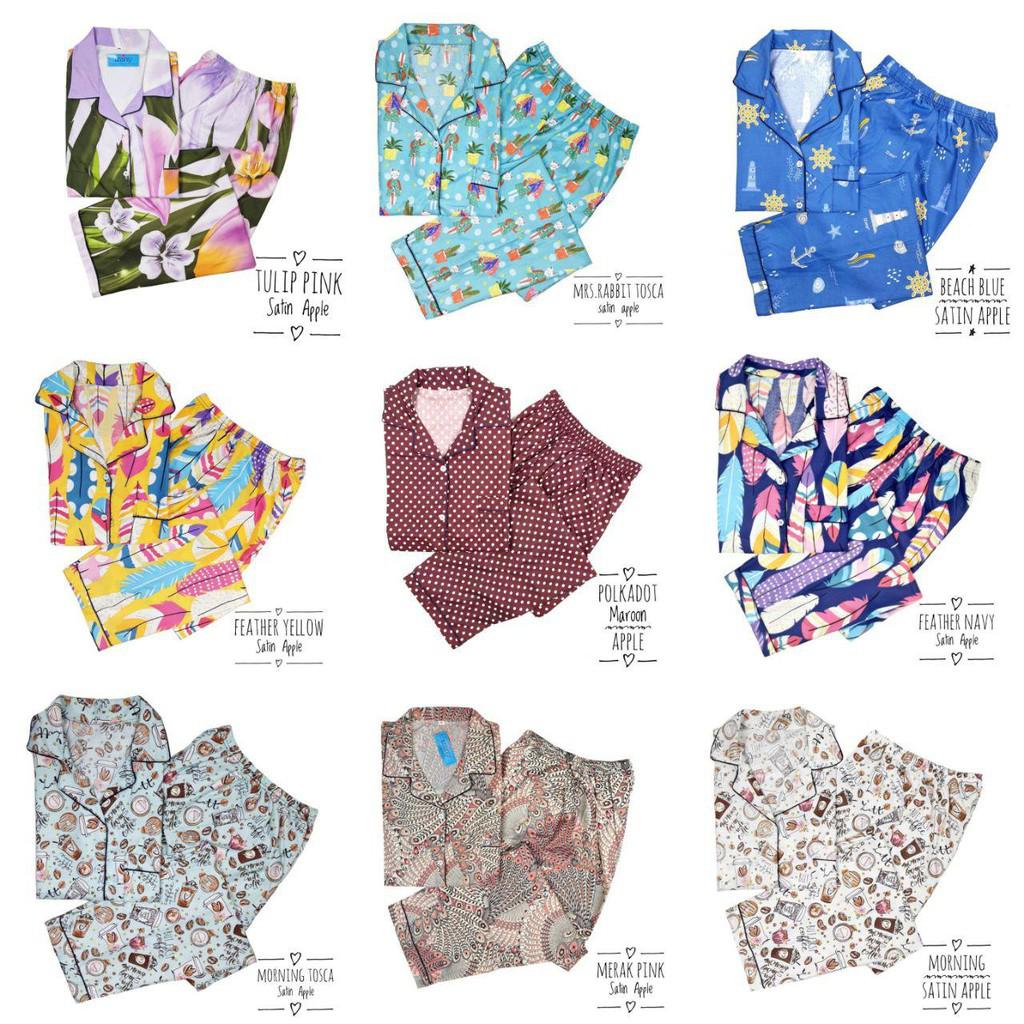 TULIP PINK
Satin Apple
MRS.RABBIT TOSCA
satin apple
BEACH BLUE
SATIN APPLE
FEATHER YELLOW
Satin Apple
POLKADOT
Maroon
APPLE
FEATHER NAVY
Satin Apple
MORNING TOSCA
Satin Apple
MERAK PINK
Satin Apple
MORNING
SATIN APPLE